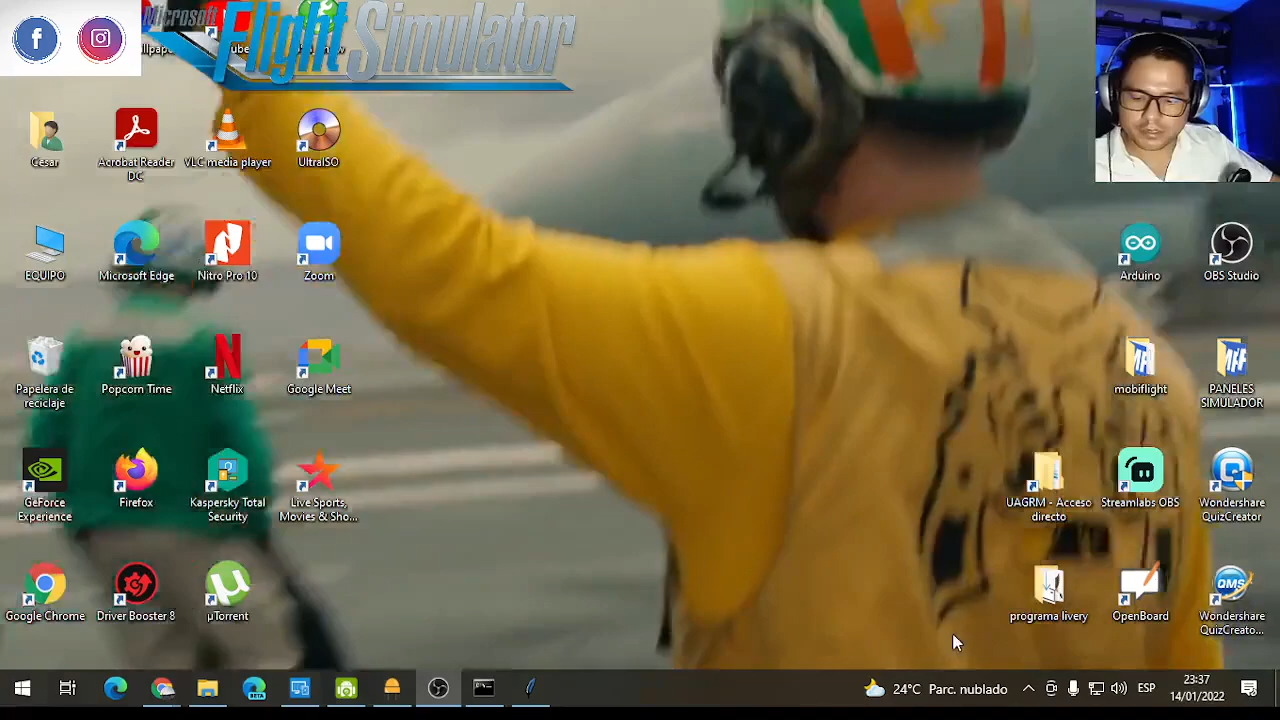 Microsoft
Flight Simulator
César
Acrobat Reader
DC
VLC media player
UltraISO
EQUIPO
Microsoft Edge
Nitro Pro 10
Zoom
Arduino
OBS Studio
Papelera de
reciclaje
Popcorn Time
Netflix
Google Meet
mobiflight
PANELES
SIMULADOR
GeForce
Experience
Firefox
Kaspersky Total
Security
Live Sports,
Movies & Sho...
UAGRM - Acceso
directo
Streamlabs OBS
Wondershare
QuizCreator
Google Chrome
Driver Booster 8
µTorrent
programa livery
OpenBoard
QMS
Wondershare
QuizCreato...
BETA
24°C Parc. nublado
ESP
23:37
14/01/2022